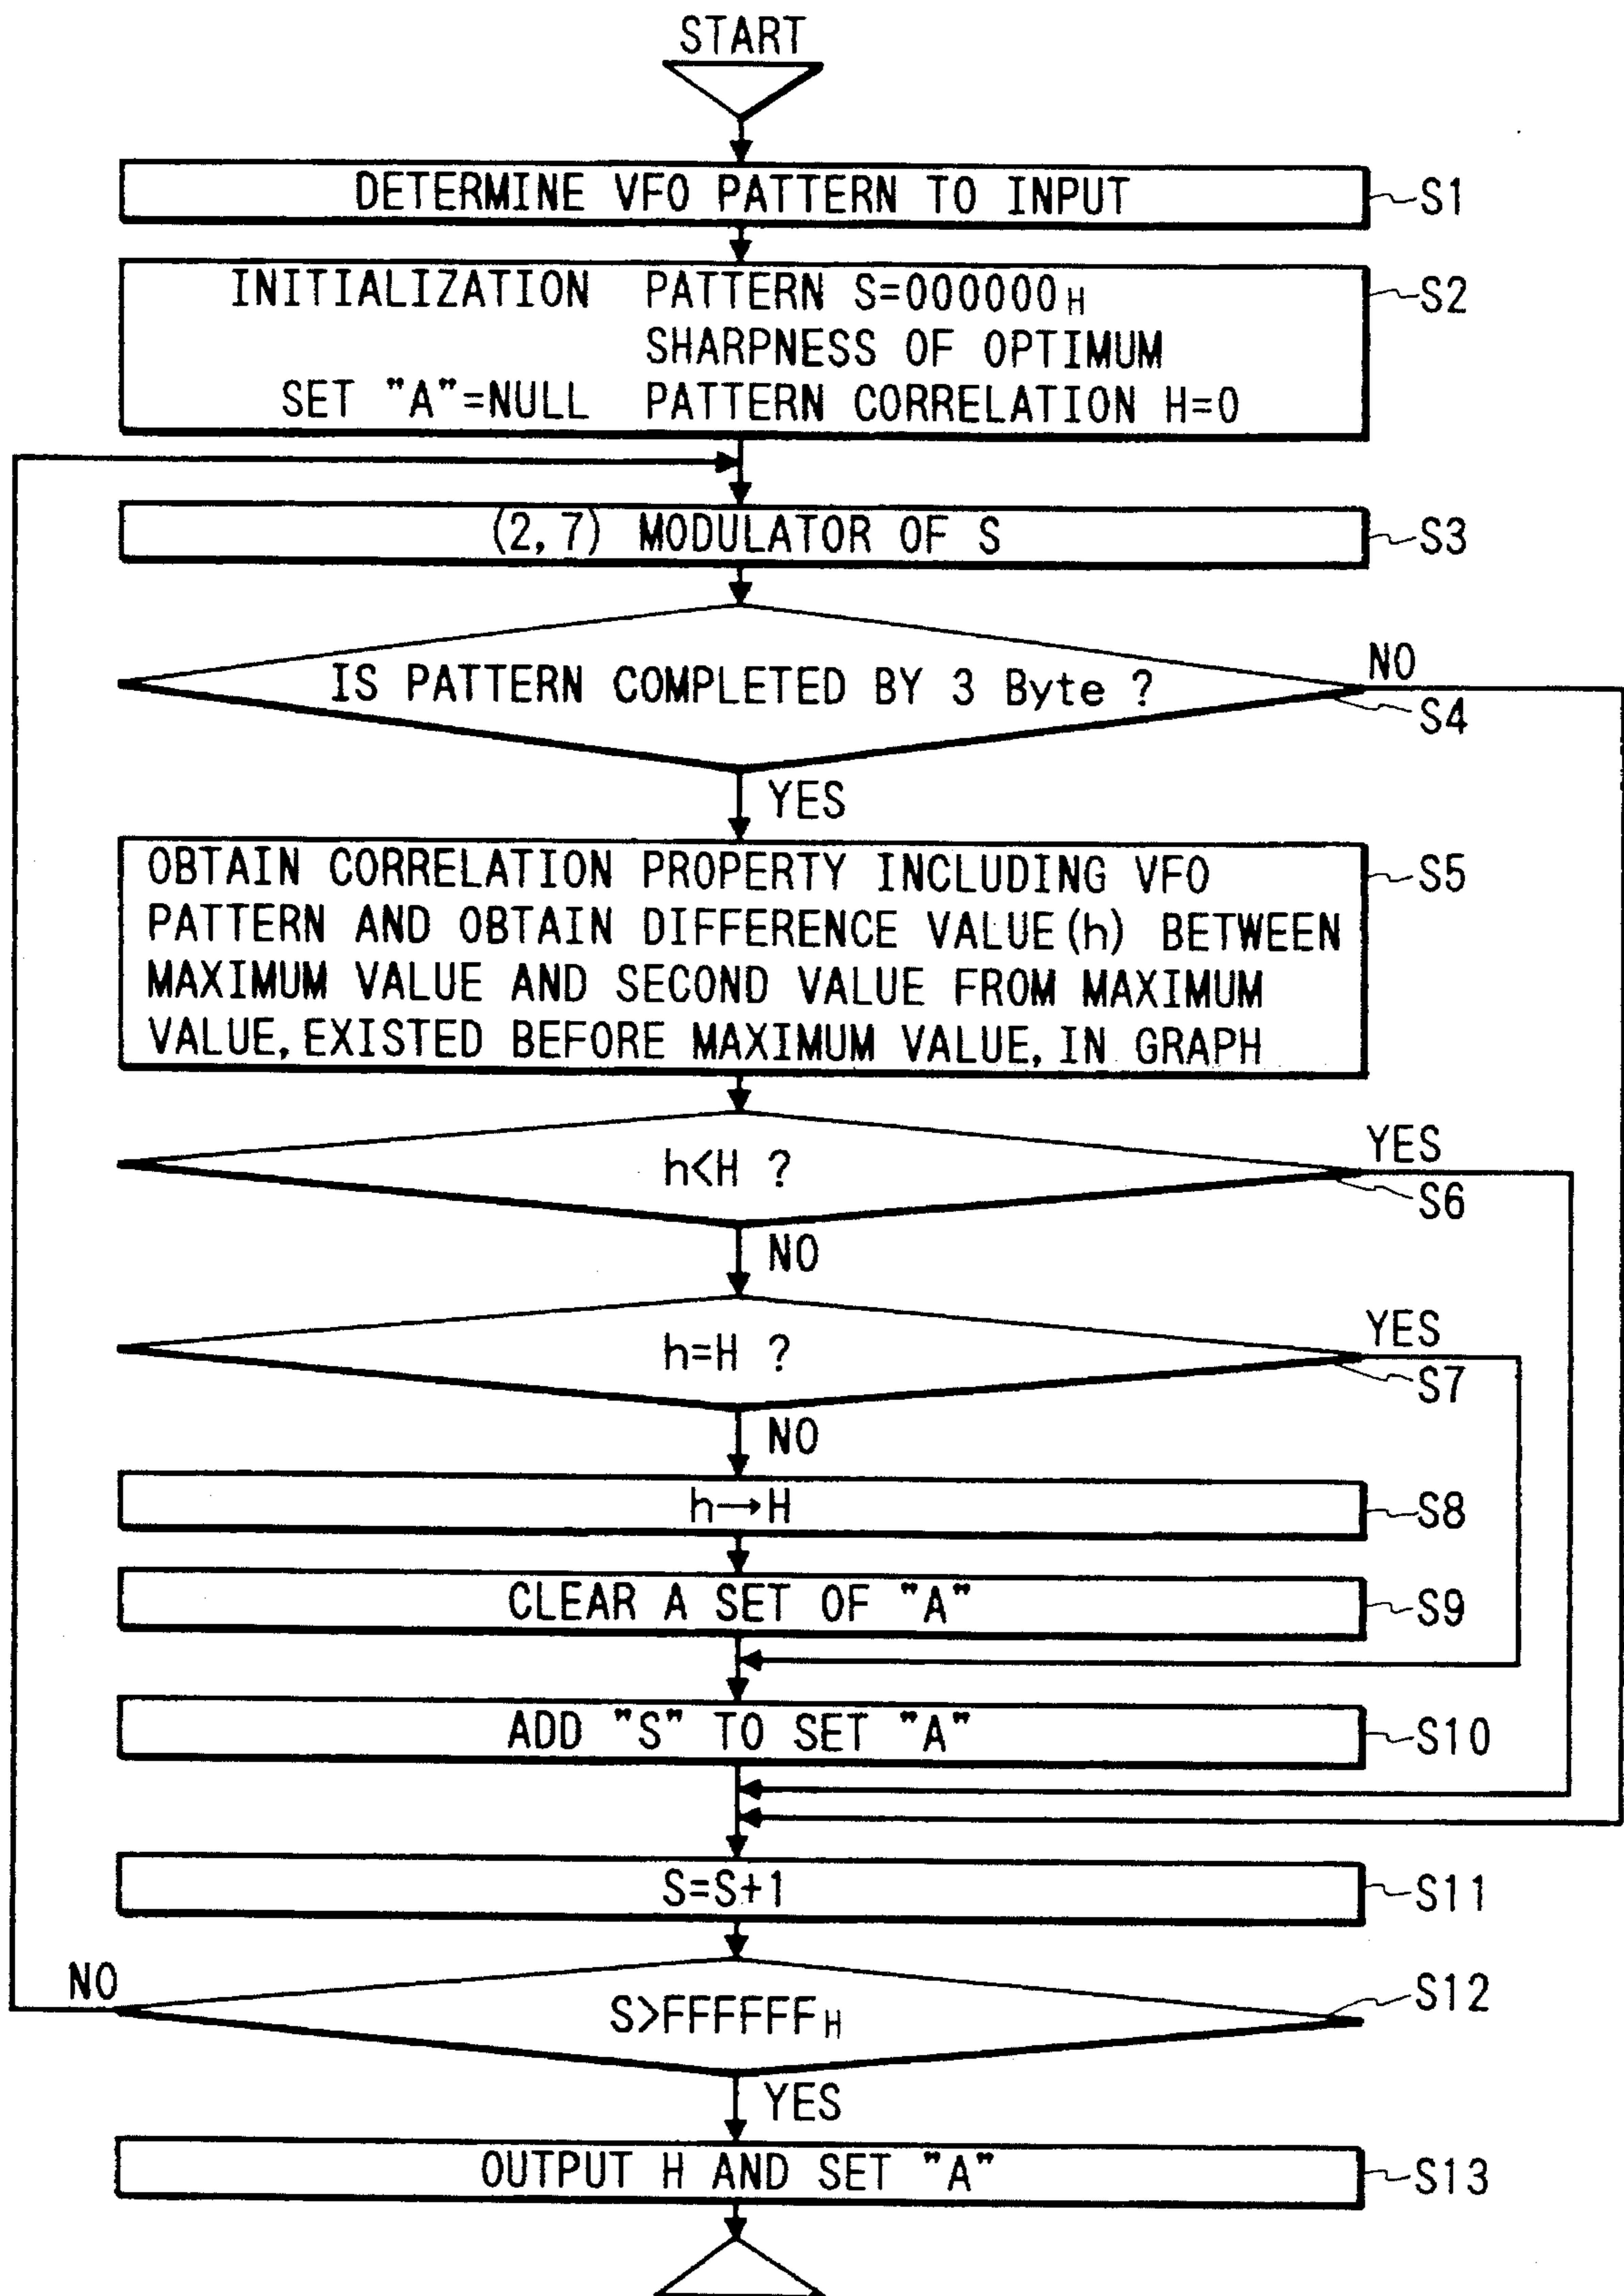 START
DETERMINE VFO PATTERN TO INPUT
S1
INITIALIZATION PATTERN S=000000H
S2
SHARPNESS OF OPTIMUM
SET "A"=NULL PATTERN CORRELATION H=0
(2,7) MODULATOR OF S
S3
IS PATTERN COMPLETED BY 3 Byte ?
NO
S4
YES
OBTAIN CORRELATION PROPERTY INCLUDING VFO
S5
PATTERN AND OBTAIN DIFFERENCE VALUE(h) BETWEEN
MAXIMUM VALUE AND SECOND VALUE FROM MAXIMUM
VALUE, EXISTED BEFORE MAXIMUM VALUE, IN GRAPH
h<H ?
YES
S6
NO
h=H ?
YES
S7
NO
h→H
S8
CLEAR A SET OF "A"
S9
ADD "S" TO SET "A"
S10
S=S+1
S11
NO
S>FFFFFFH
S12
YES
OUTPUT H AND SET "A"
S13